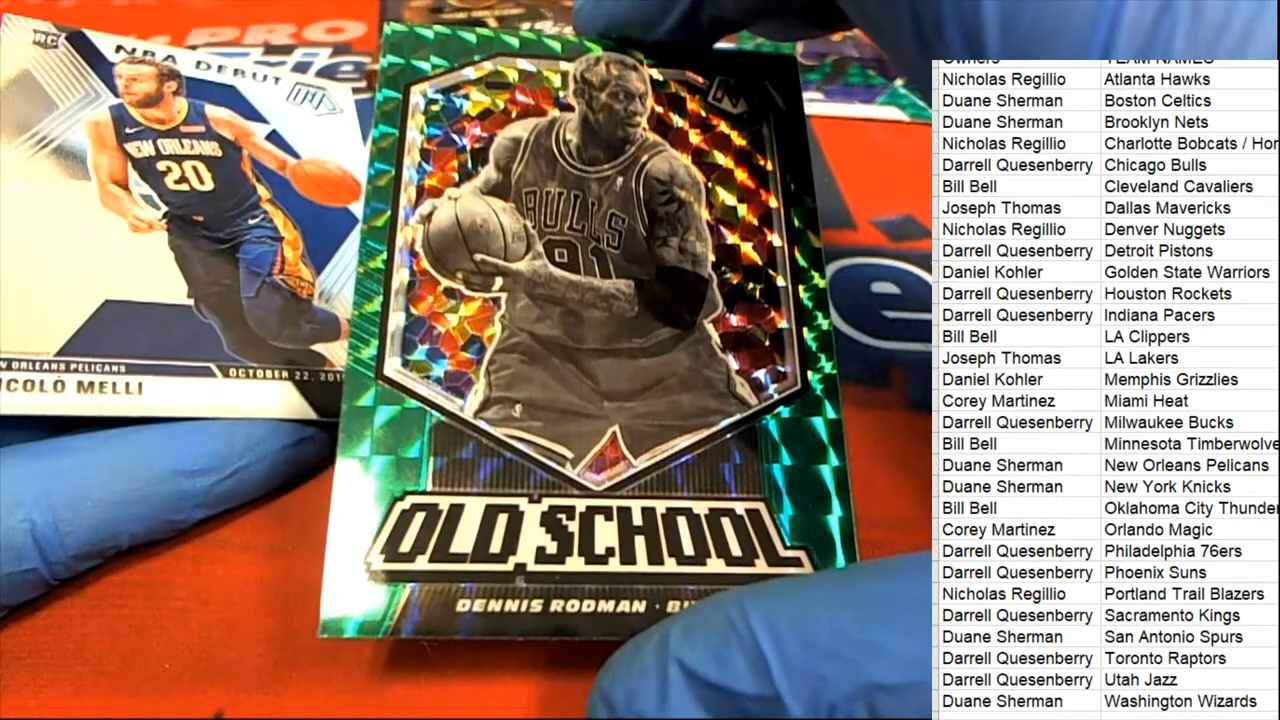 RC
NBA DEBUT
NEW ORLEANS
20
ORLEANS PELICANS
OCTOBER 22, 201
COLÒ MELLI
PRO
BULLS
91
OLD SCHOOL
DENNIS RODMAN ·
e
Owners TEAM NAMES
Nicholas Regillio Atlanta Hawks
Duane Sherman Boston Celtics
Duane Sherman Brooklyn Nets
Nicholas Regillio Charlotte Bobcats / Hor
Darrell Quesenberry Chicago Bulls
Bill Bell Cleveland Cavaliers
Joseph Thomas Dallas Mavericks
Nicholas Regillio Denver Nuggets
Darrell Quesenberry Detroit Pistons
Daniel Kohler Golden State Warriors
Darrell Quesenberry Houston Rockets
Darrell Quesenberry Indiana Pacers
Bill Bell LA Clippers
Joseph Thomas LA Lakers
Daniel Kohler Memphis Grizzlies
Corey Martinez Miami Heat
Darrell Quesenberry Milwaukee Bucks
Bill Bell Minnesota Timberwolve
Duane Sherman New Orleans Pelicans
Duane Sherman New York Knicks
Bill Bell Oklahoma City Thunder
Corey Martinez Orlando Magic
Darrell Quesenberry Philadelphia 76ers
Darrell Quesenberry Phoenix Suns
Nicholas Regillio Portland Trail Blazers
Darrell Quesenberry Sacramento Kings
Duane Sherman San Antonio Spurs
Darrell Quesenberry Toronto Raptors
Darrell Quesenberry Utah Jazz
Duane Sherman Washington Wizards